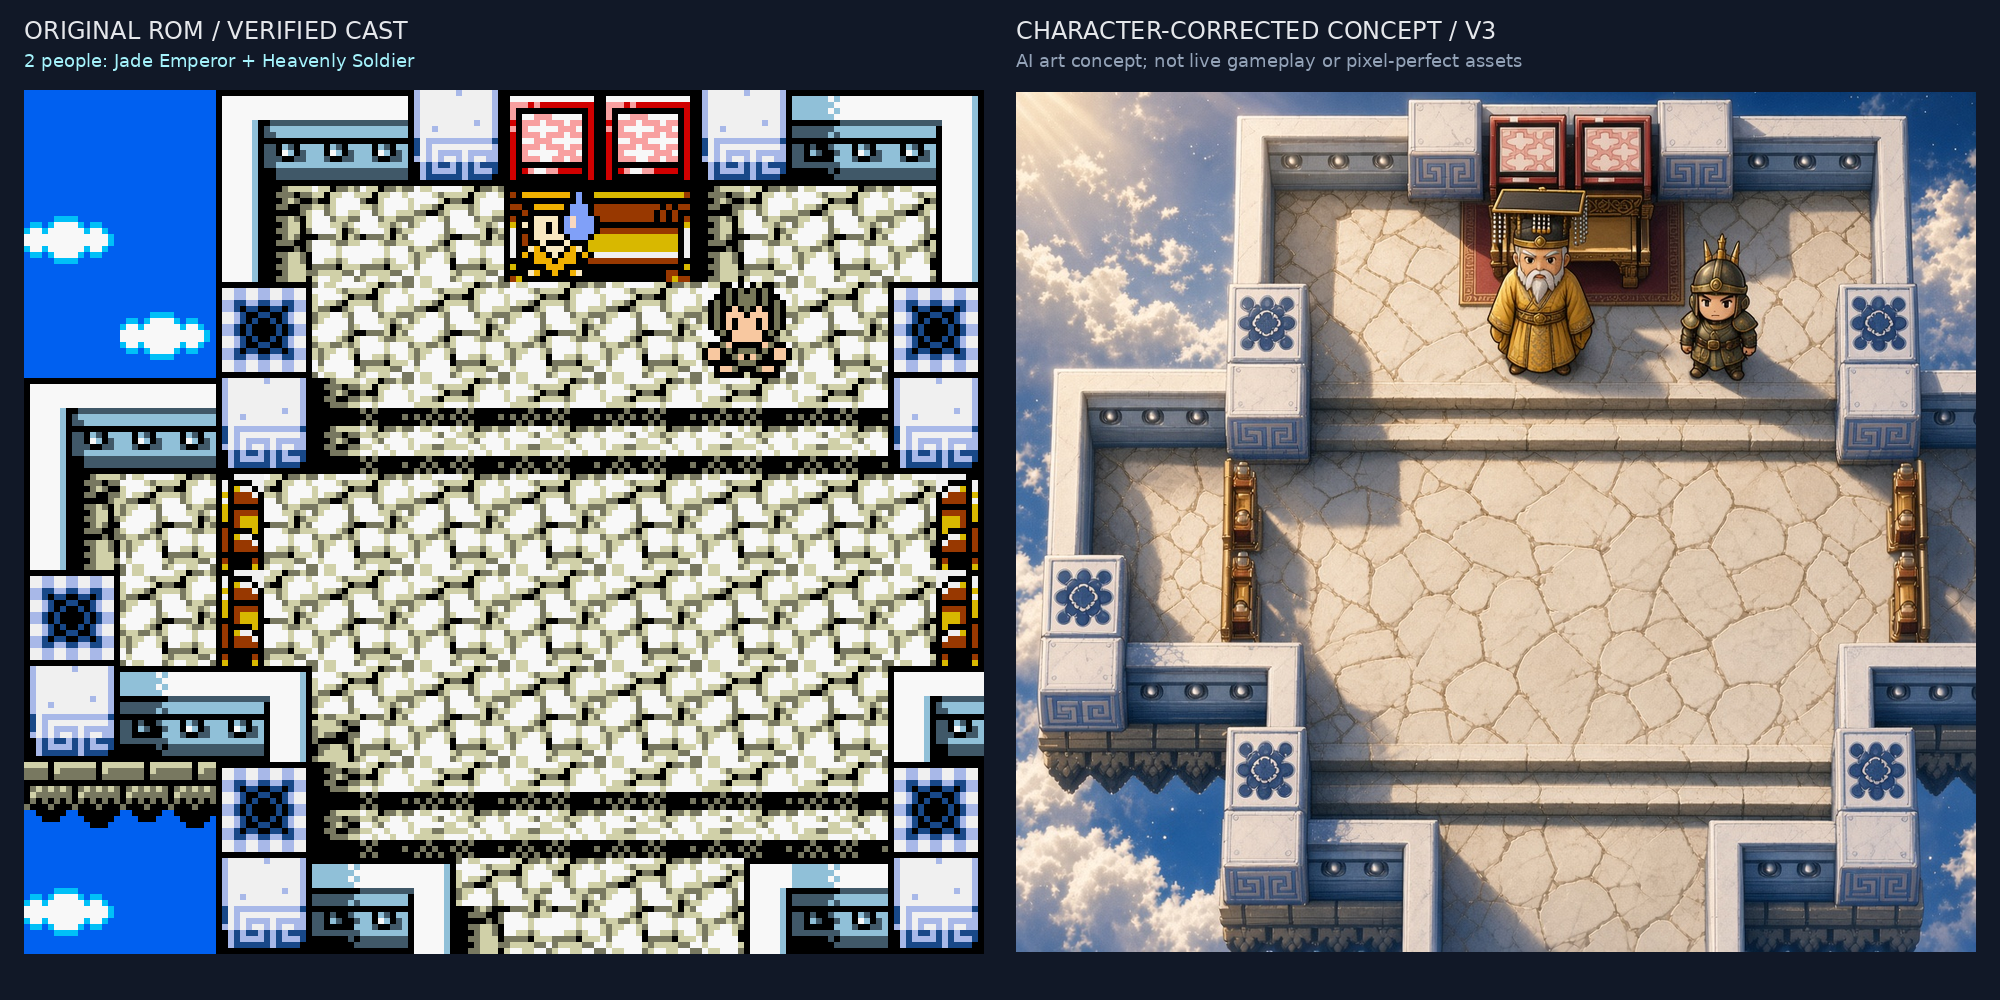 ORIGINAL ROM / VERIFIED CAST
2 people: Jade Emperor + Heavenly Soldier
CHARACTER-CORRECTED CONCEPT / V3
AI art concept; not live gameplay or pixel-perfect assets